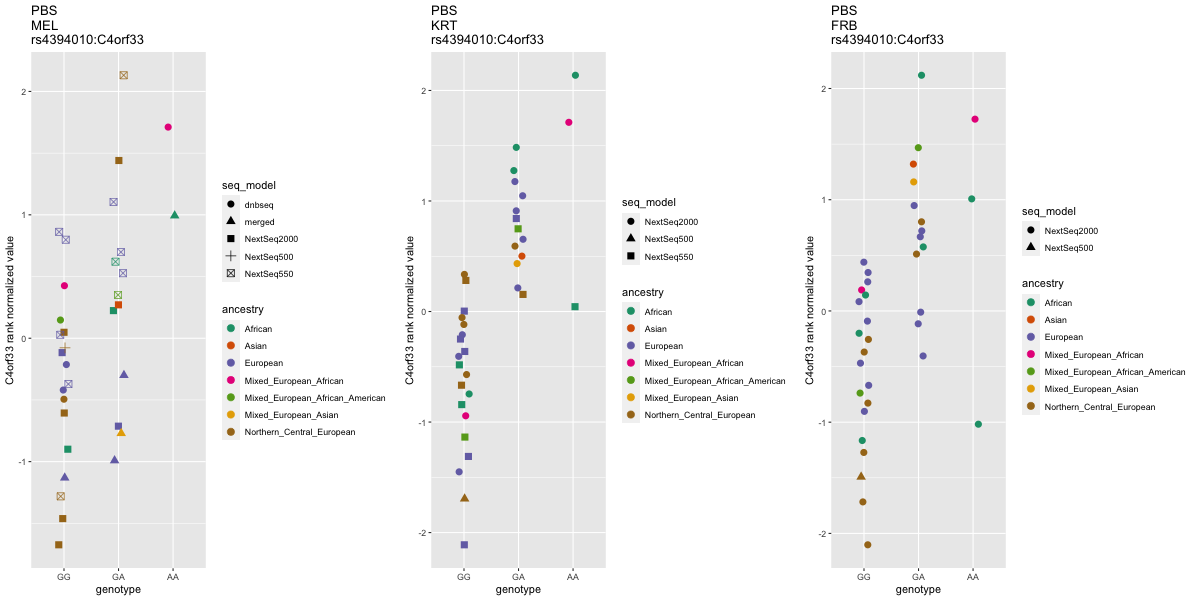 PBS
MEL
rs4394010:C4orf33
C4orf33 rank normalized value
2
1
0
-1
GG
GA
AA
genotype
seq_model
dnbseq
merged
NextSeq2000
NextSeq500
NextSeq550
ancestry
African
Asian
European
Mixed_European_African
Mixed_European_African_American
Mixed_European_Asian
Northern_Central_European
PBS
KRT
rs4394010:C4orf33
C4orf33 rank normalized value
2
1
0
-1
-2
GG
GA
AA
genotype
seq_model
NextSeq2000
NextSeq500
NextSeq550
ancestry
African
Asian
European
Mixed_European_African
Mixed_European_African_American
Mixed_European_Asian
Northern_Central_European
PBS
FRB
rs4394010:C4orf33
C4orf33 rank normalized value
2
1
0
-1
-2
GG
GA
AA
genotype
seq_model
NextSeq2000
NextSeq500
ancestry
African
Asian
European
Mixed_European_African
Mixed_European_African_American
Mixed_European_Asian
Northern_Central_European